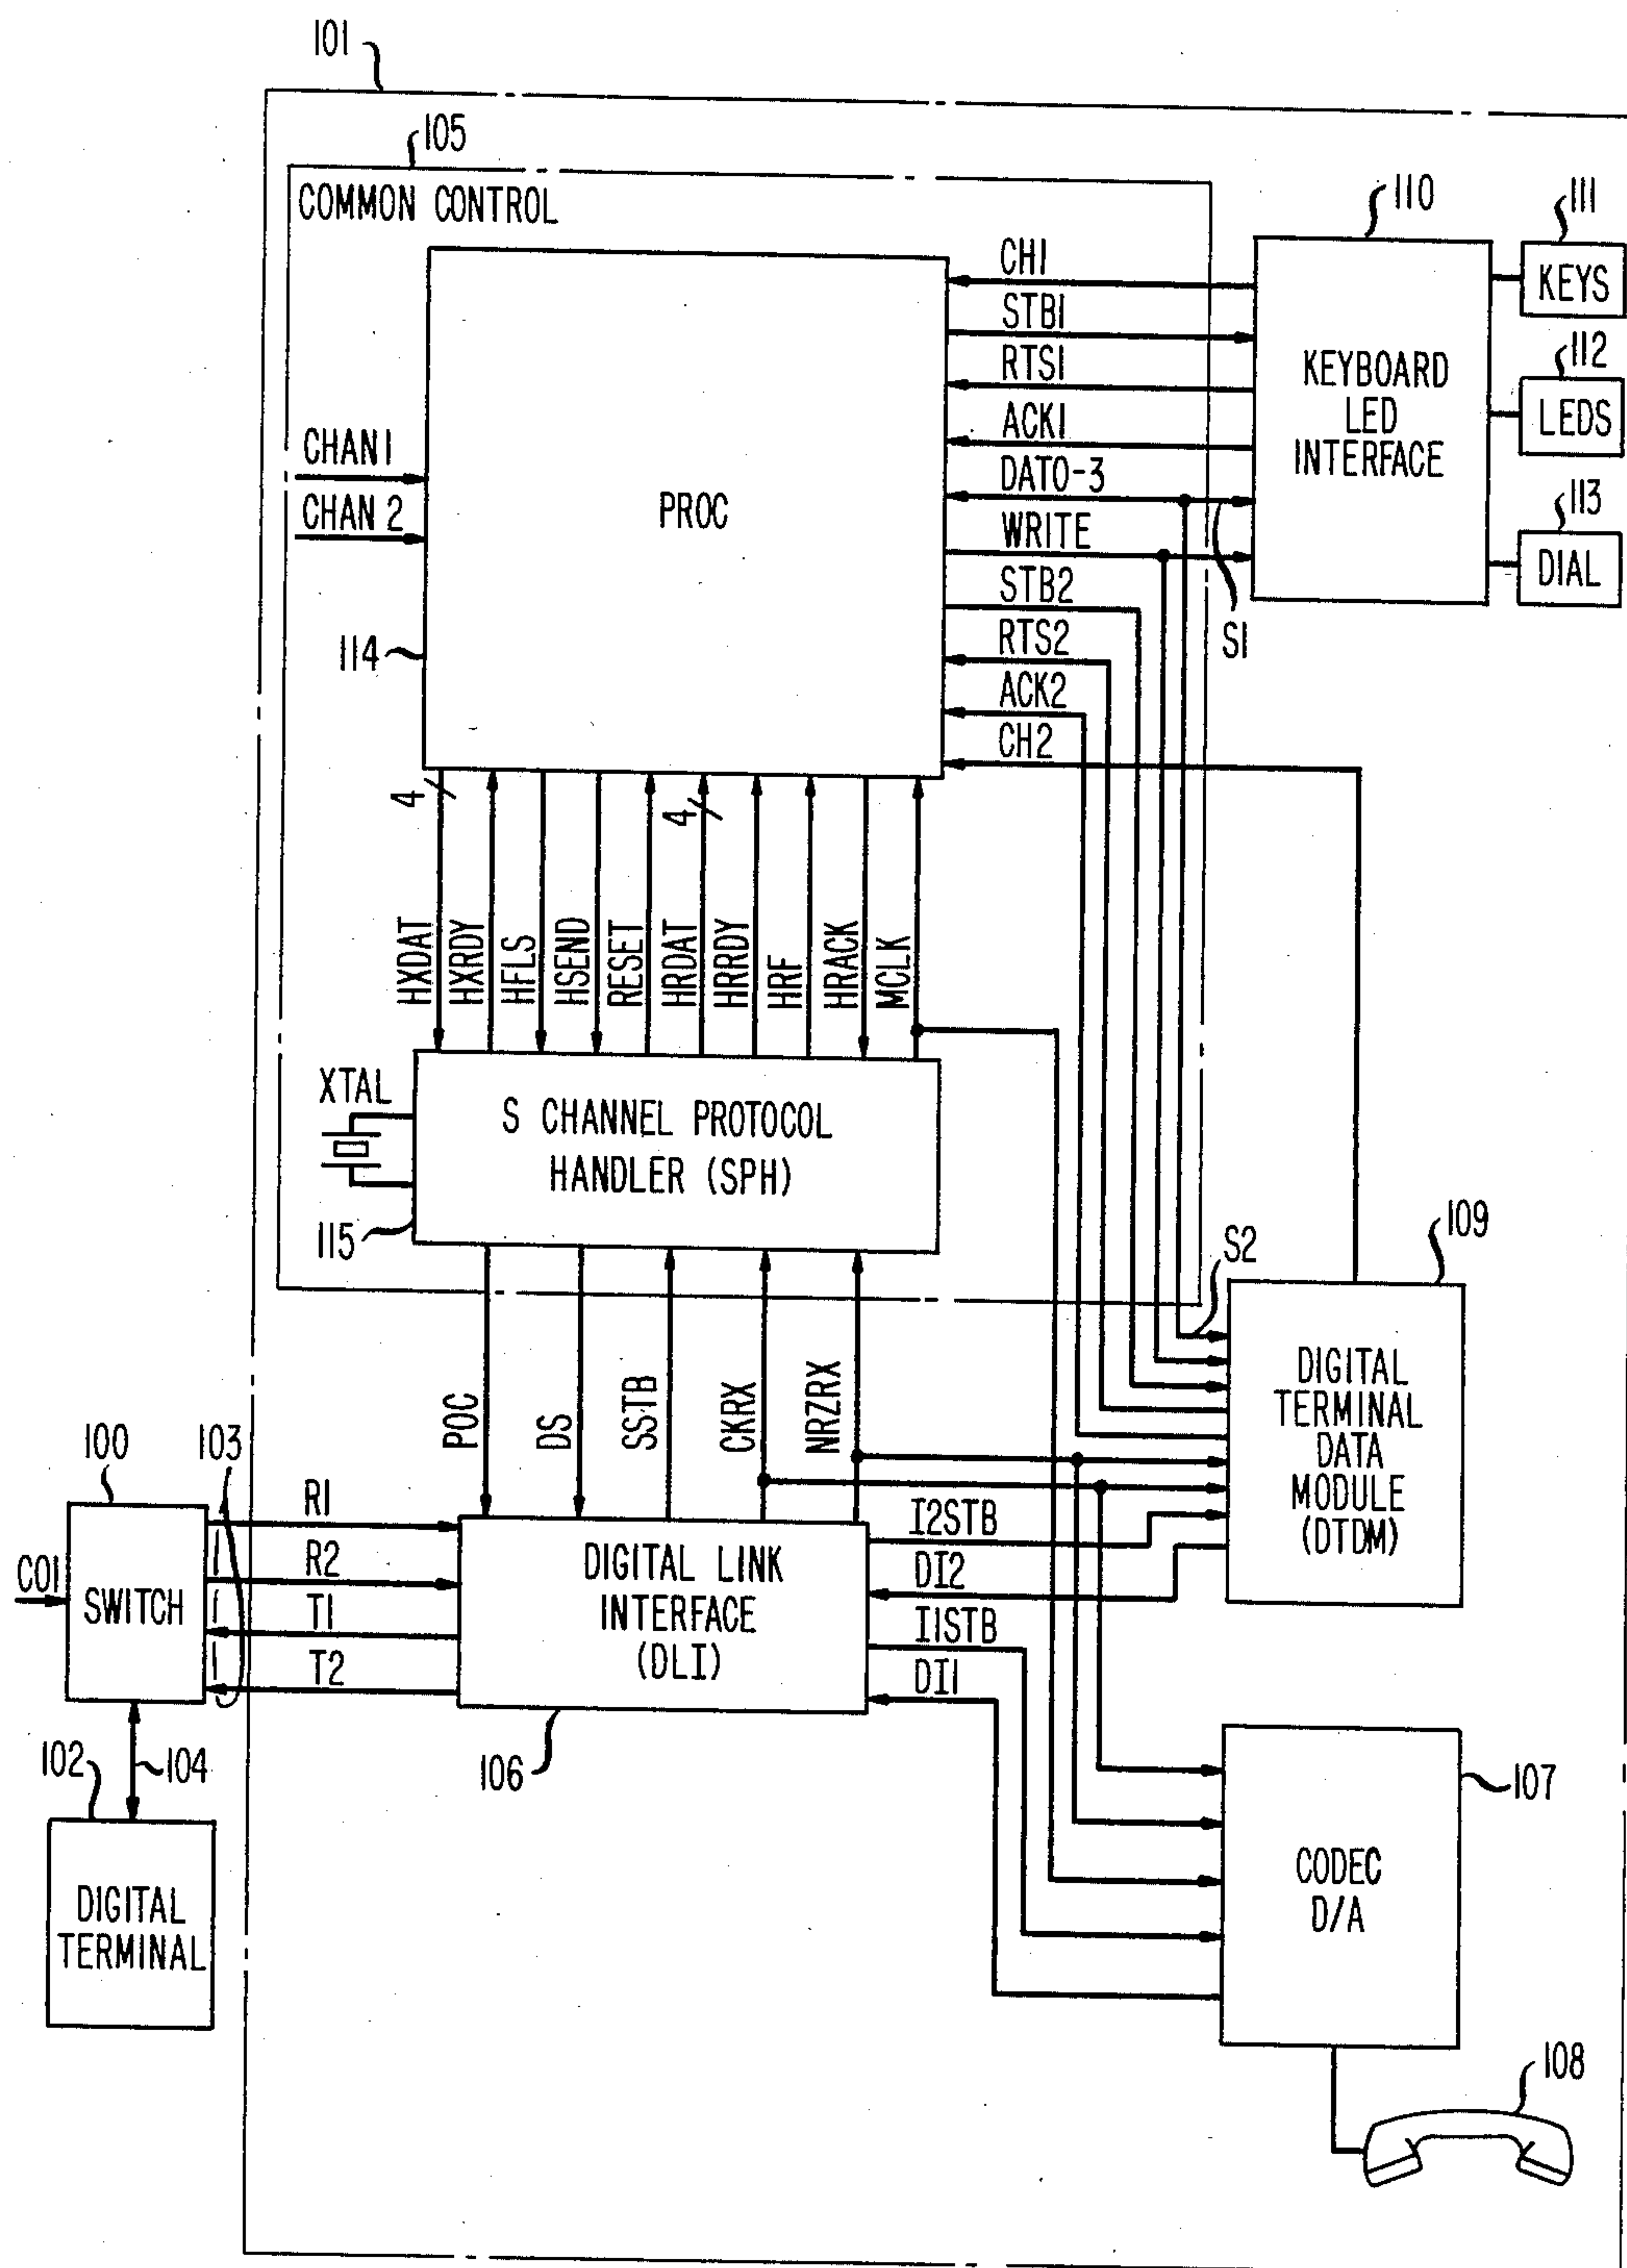 101
105
COMMON CONTROL
110
111
KEYS
112
LEDS
113
DIAL
KEYBOARD
LED
INTERFACE
CH1
STB1
RTS1
ACK1
DAT0-3
WRITE
STB2
RTS2
ACK2
CH2
S1
CHAN1
CHAN 2
PROC
114
4
4
HXDAT
HXRDY
HFLS
HSEND
RESET
HRDAT
HRRDY
HRF
HRACK
MCLK
XTAL
S CHANNEL PROTOCOL
HANDLER (SPH)
115
109
S2
DIGITAL
TERMINAL
DATA
MODULE
(DTDM)
POC
DS
SSTB
CKRX
NRZRX
100
103
CO1
SWITCH
R1
R2
T1
T2
DIGITAL LINK
INTERFACE
(DLI)
106
I2STB
DI2
I1STB
DI1
102
104
DIGITAL
TERMINAL
107
CODEC
D/A
108